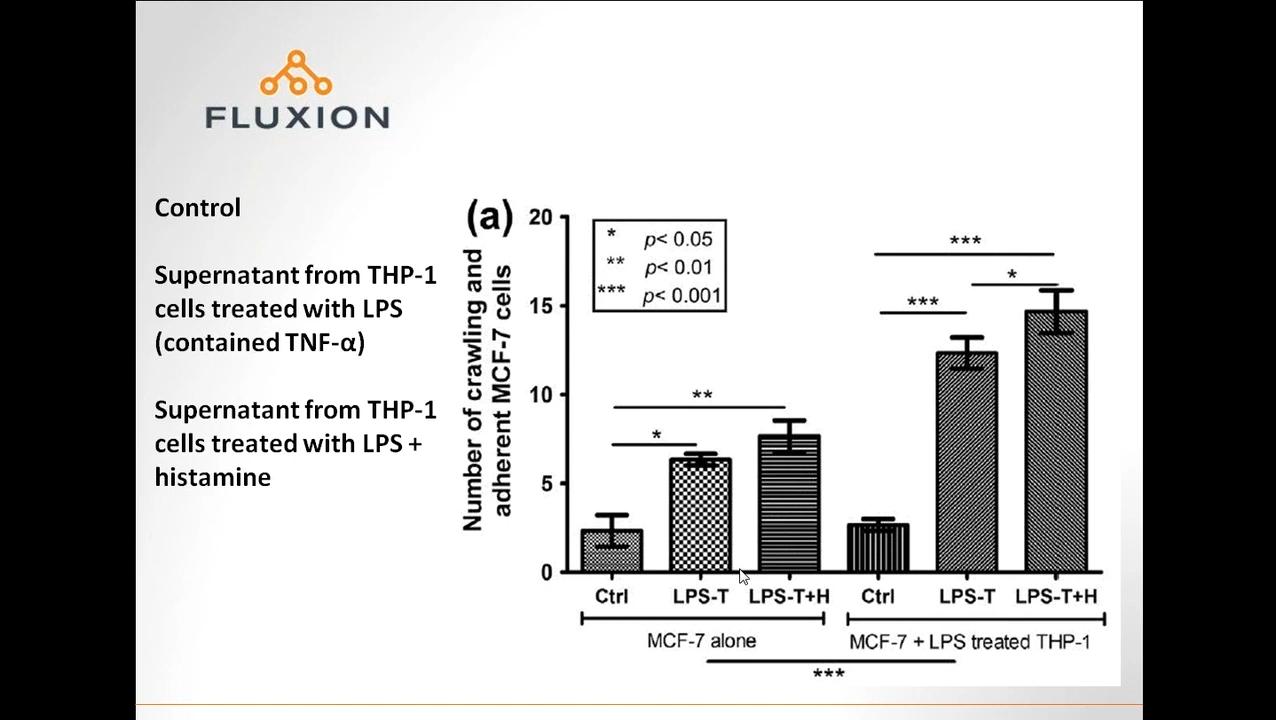 FLUXION
Control
Supernatant from THP-1
cells treated with LPS
(contained TNF-α)
Supernatant from THP-1
cells treated with LPS +
histamine
(a)
Number of crawling and
adherent MCF-7 cells
20
15
10
5
0
* p< 0.05
** p< 0.01
*** p< 0.001
*
**
***
*
***
Ctrl LPS-T LPS-T+H Ctrl LPS-T LPS-T+H
MCF-7 alone MCF-7 + LPS treated THP-1
***